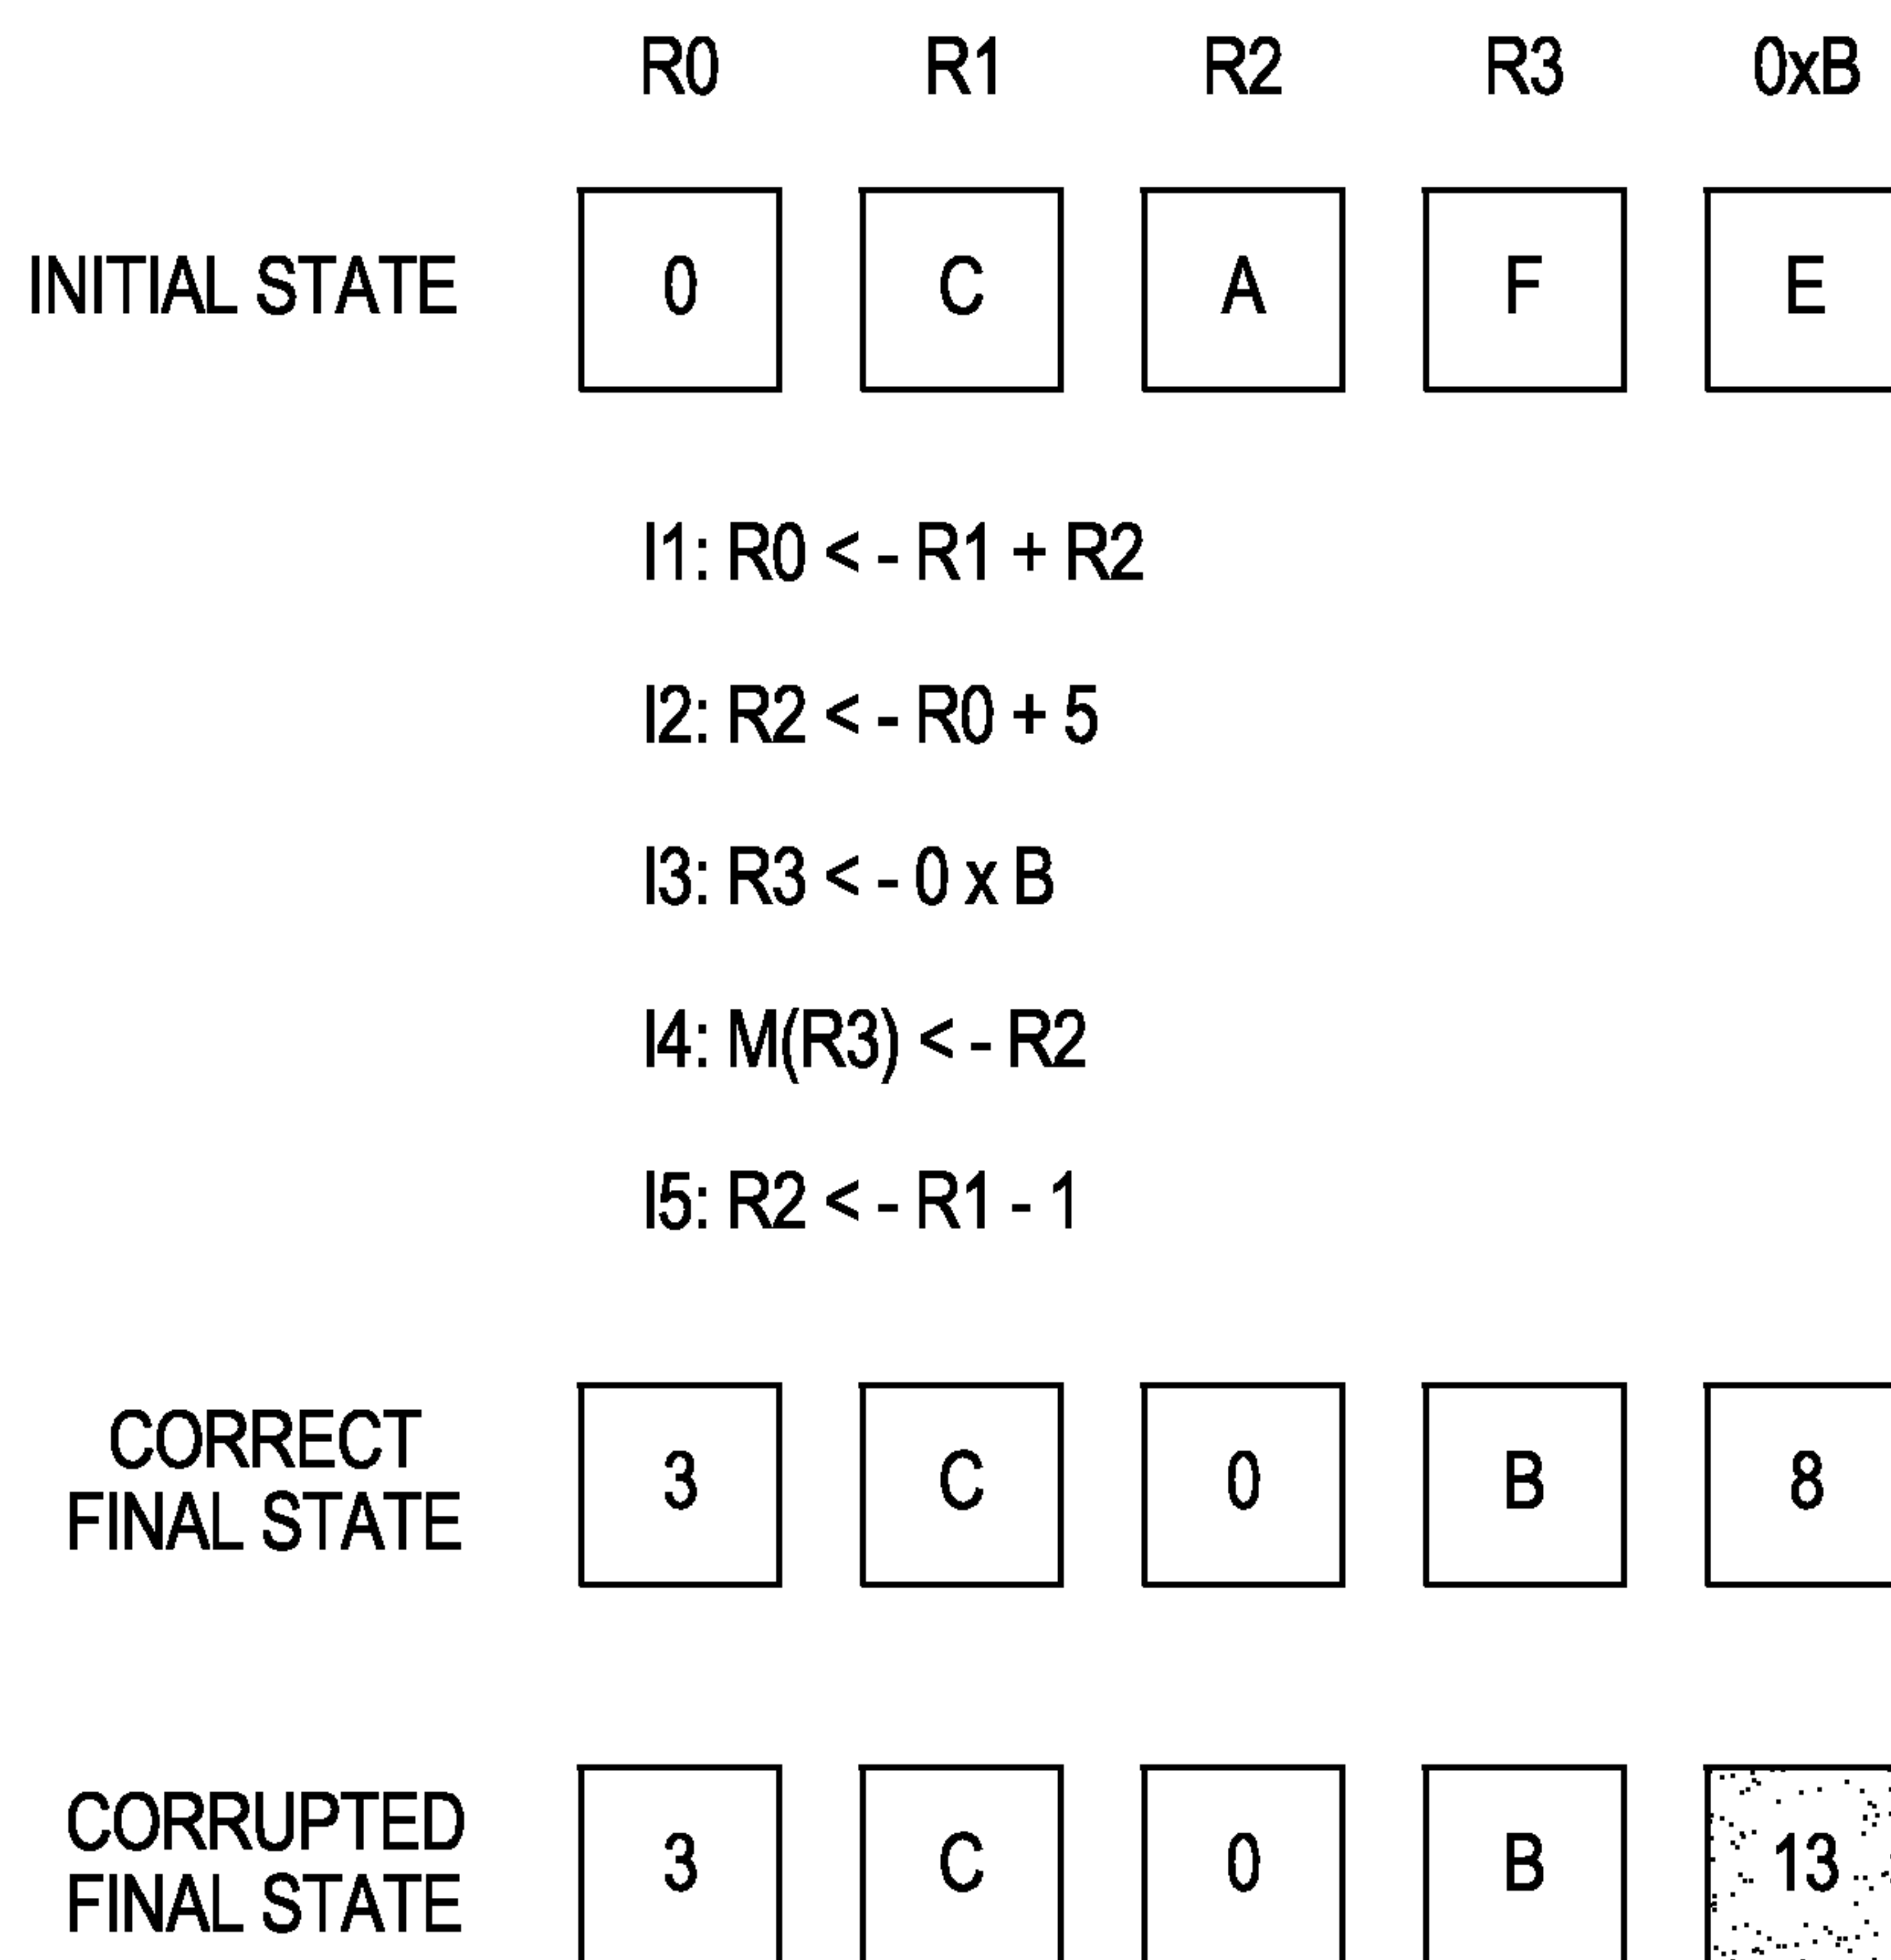 R0 R1 R2 R3 0xB
INITIAL STATE 0 C A F E
I1: R0 < - R1 + R2
I2: R2 < - R0 + 5
I3: R3 < - 0 x B
I4: M(R3) < - R2
I5: R2 < - R1 - 1
CORRECT
FINAL STATE 3 C 0 B 8
CORRUPTED
FINAL STATE 3 C 0 B 13